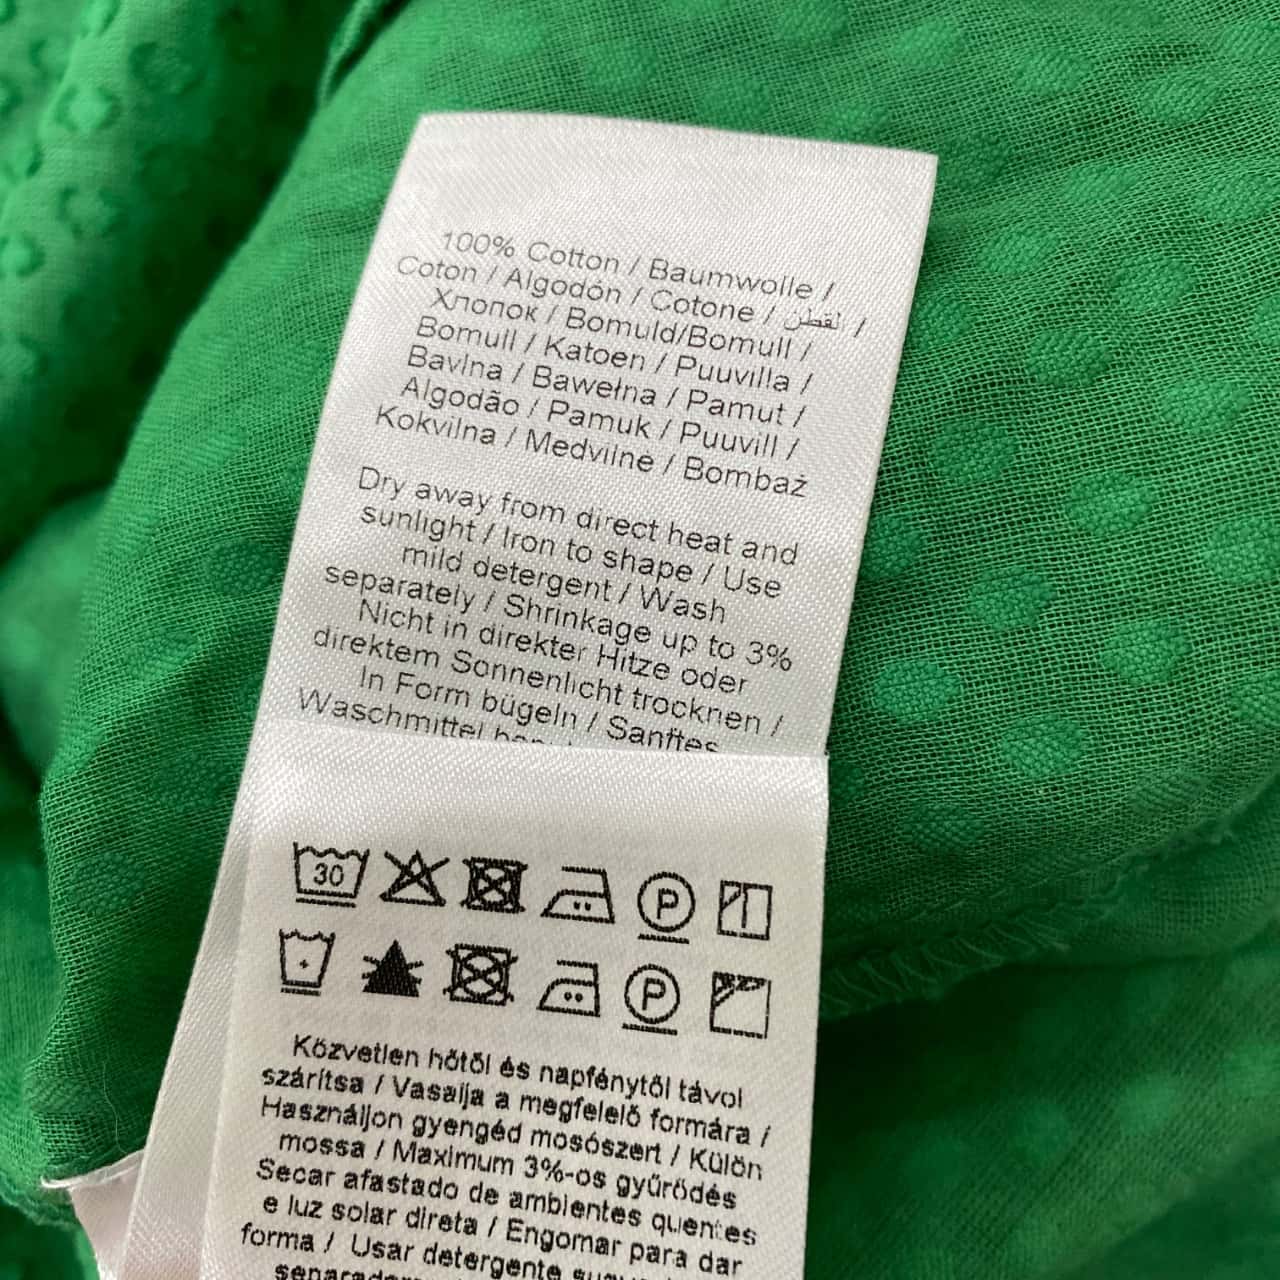 100% Cotton / Baumwolle /
Coton / Algodón / Cotone / القطن /
Хлопок / Bomuld/Bomull /
Bomull / Katoen / Puuvilla /
Bavlna / Bawełna / Pamut /
Algodão / Pamuk / Puuvill /
Kokvilna / Medvilne / Bombaž
Dry away from direct heat and
sunlight / Iron to shape / Use
mild detergent / Wash
separately / Shrinkage up to 3%
Nicht in direkter Hitze oder
direktem Sonnenlicht trocknen /
In Form bügeln / Sanftes
Waschmittel
30
P
P
Közvetlen hőtől és napfénytől távol
szárítsa / Vasalja a megfelelő formára /
Használjon gyengéd mosószert / Külön
mossa / Maximum 3%-os gyűrődés
Secar afastado de ambientes quentes
e luz solar direta / Engomar para dar
forma / Usar detergente